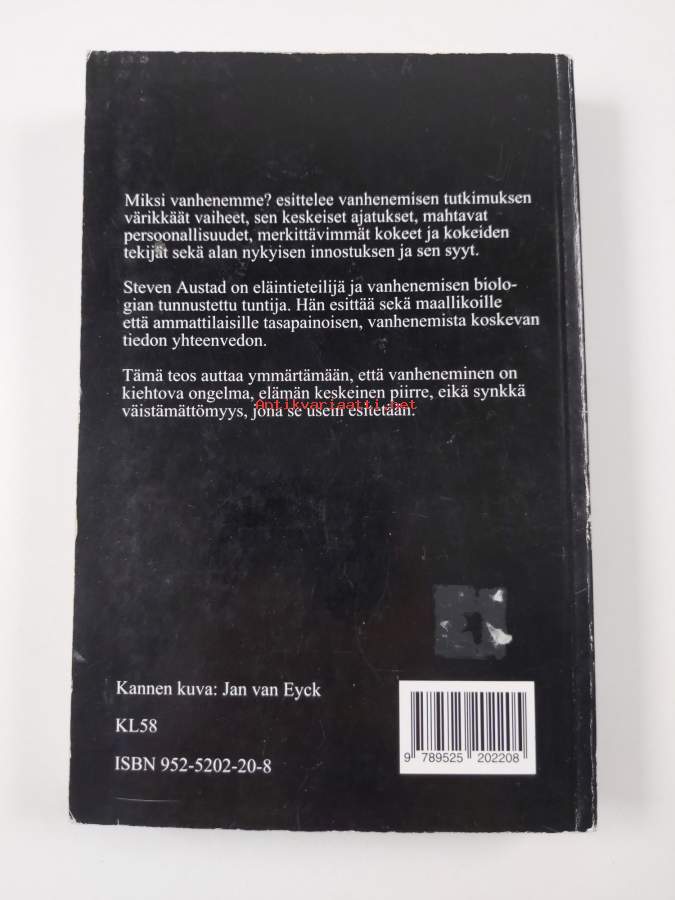 Miksi vanhenemme? esittelee vanhenemisen tutkimuksen
värikkäät vaiheet, sen keskeiset ajatukset, mahtavat
persoonallisuudet, merkittävimmät kokeet ja kokeiden
tekijät sekä alan nykyisen innostuksen ja sen syyt.
Steven Austad on eläintieteilijä ja vanhenemisen biolo-
gian tunnustettu tuntija. Hän esittää sekä maallikoille
että ammattilaisille tasapainoisen, vanhenemista koskevan
tiedon yhteenvedon.
Tämä teos auttaa ymmärtämään, että vanheneminen on
kiehtova ongelma, elämän keskeinen piirre, eikä synkkä
väistämättömyys, jona se usein esitetään.
Antikvariaatti.net
Kannen kuva: Jan van Eyck
KL58
ISBN 952-5202-20-8
9 789525 202208